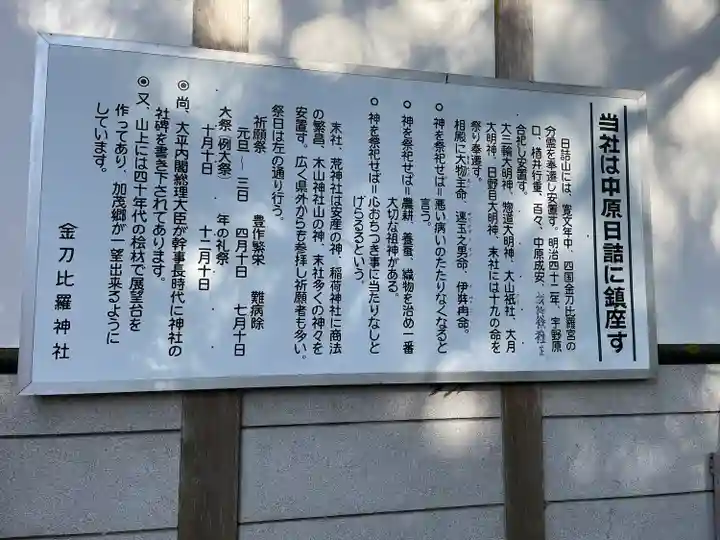 当社は中原日詰に鎮座す
日詰山には、寛文年中、四国金刀比羅宮の
分霊を奉遷し安置す。明治四十二年、宇野原
口、楢井行重、百々、中原成安、
合祀し安置す。
大三輪大明神、惣道大明神、大山祇社、大月
大明神、日野目大明神、末社には十九の命を
祭り奉遷す。
相殿に大物主命、速玉之男命、伊弉冉命。
○ 神を祭祀せば＝悪い病いのたたりなくなると
言う。
○ 神を祭祀せば＝農耕、養蚕、織物を治め一番
大切な祖神がある。
○ 神を祭祀せば＝心おちつき事に当たりなしと
げらるるという。
末社、荒神社は安産の神、稲荷神社に商法
の繁昌、木山神社山の神、末社多くの神々を
安置す。広く県外からも参拝し祈願者も多い。
祭日は左の通り行う。
祈願祭 豊作繁栄 難病除
元旦〜三日 四月十日 七月十日
大祭（例大祭） 年の礼祭
十月十日 十二月十日
◎ 尚、大平内閣総理大臣が幹事長時代に神社の
社碑を書き下されてあります。
◎ 又、山上には四十年代の桧材で展望台を
作ってあり、加茂郷が一望出来るように
しています。
金刀比羅神社